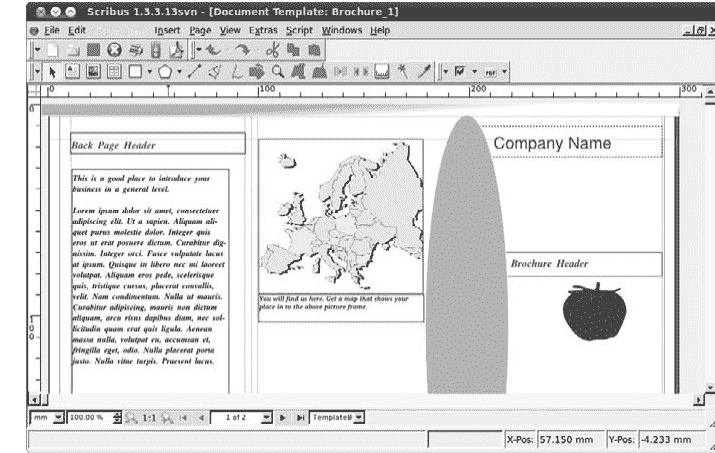 Scribus 1.3.3.13svn - [Document Template: Brochure_1]
File Edit Insert Page View Extras Script Windows Help
0 100 200 300
Back Page Header
Company Name
This is a good place to introduce your
business in a general level.
Lorem ipsum dolor sit amet, consectetuer
adipiscing elit. Ut a sapien. Aliquam ali-
quet purus molestie dolor. Integer quis
eros ut erat posuere dictum. Curabitur dig-
nissim. Integer orci. Fusce vulputate lacus
at ipsum. Quisque in libero nec mi laoreet
volutpat. Aliquam eros pede, scelerisque
quis, tristique cursus, placerat convallis,
velit. Nam condimentum. Nulla ut mauris.
Curabitur adipiscing, mauris non dictum
aliquam, arcu risus dapibus diam, nec sol-
licitudin quam erat quis ligula. Aenean
massa nulla, volutpat eu, accumsan et,
fringilla eget, odio. Nulla placerat porta
justo. Nulla vitae turpis. Praesent lacus.
You will find us here. Get a map that shows your
place in to the above picture frame.
Brochure Header
mm 100.00 % 1:1 1 of 2 TemplateB
X-Pos: 57.150 mm Y-Pos: -4.233 mm